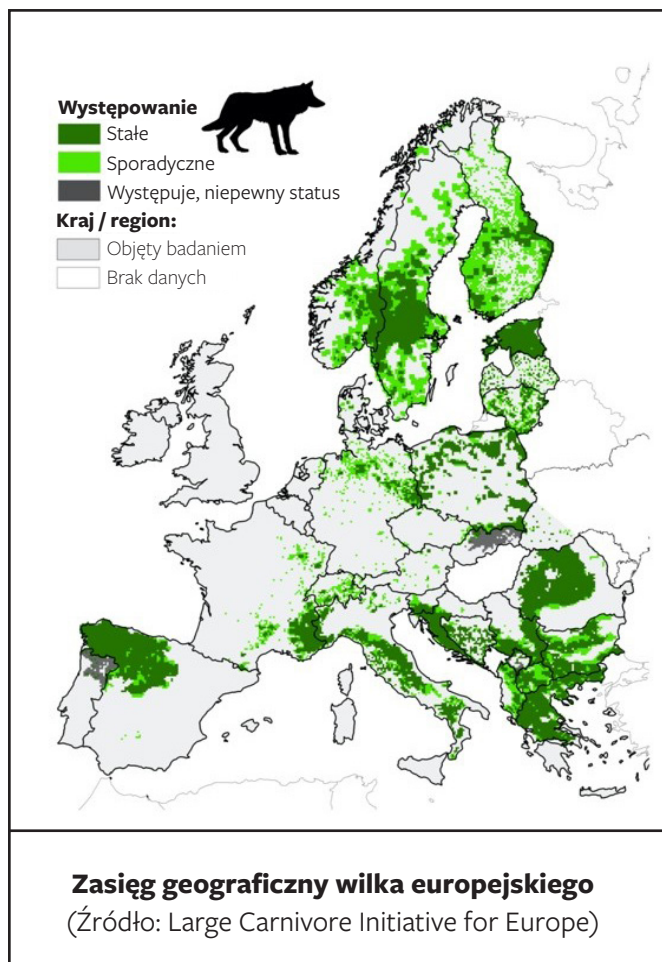 Występowanie
Stałe
Sporadyczne
Występuje, niepewny status
Kraj / region:
Objęty badaniem
Brak danych
Zasięg geograficzny wilka europejskiego
(Źródło: Large Carnivore Initiative for Europe)